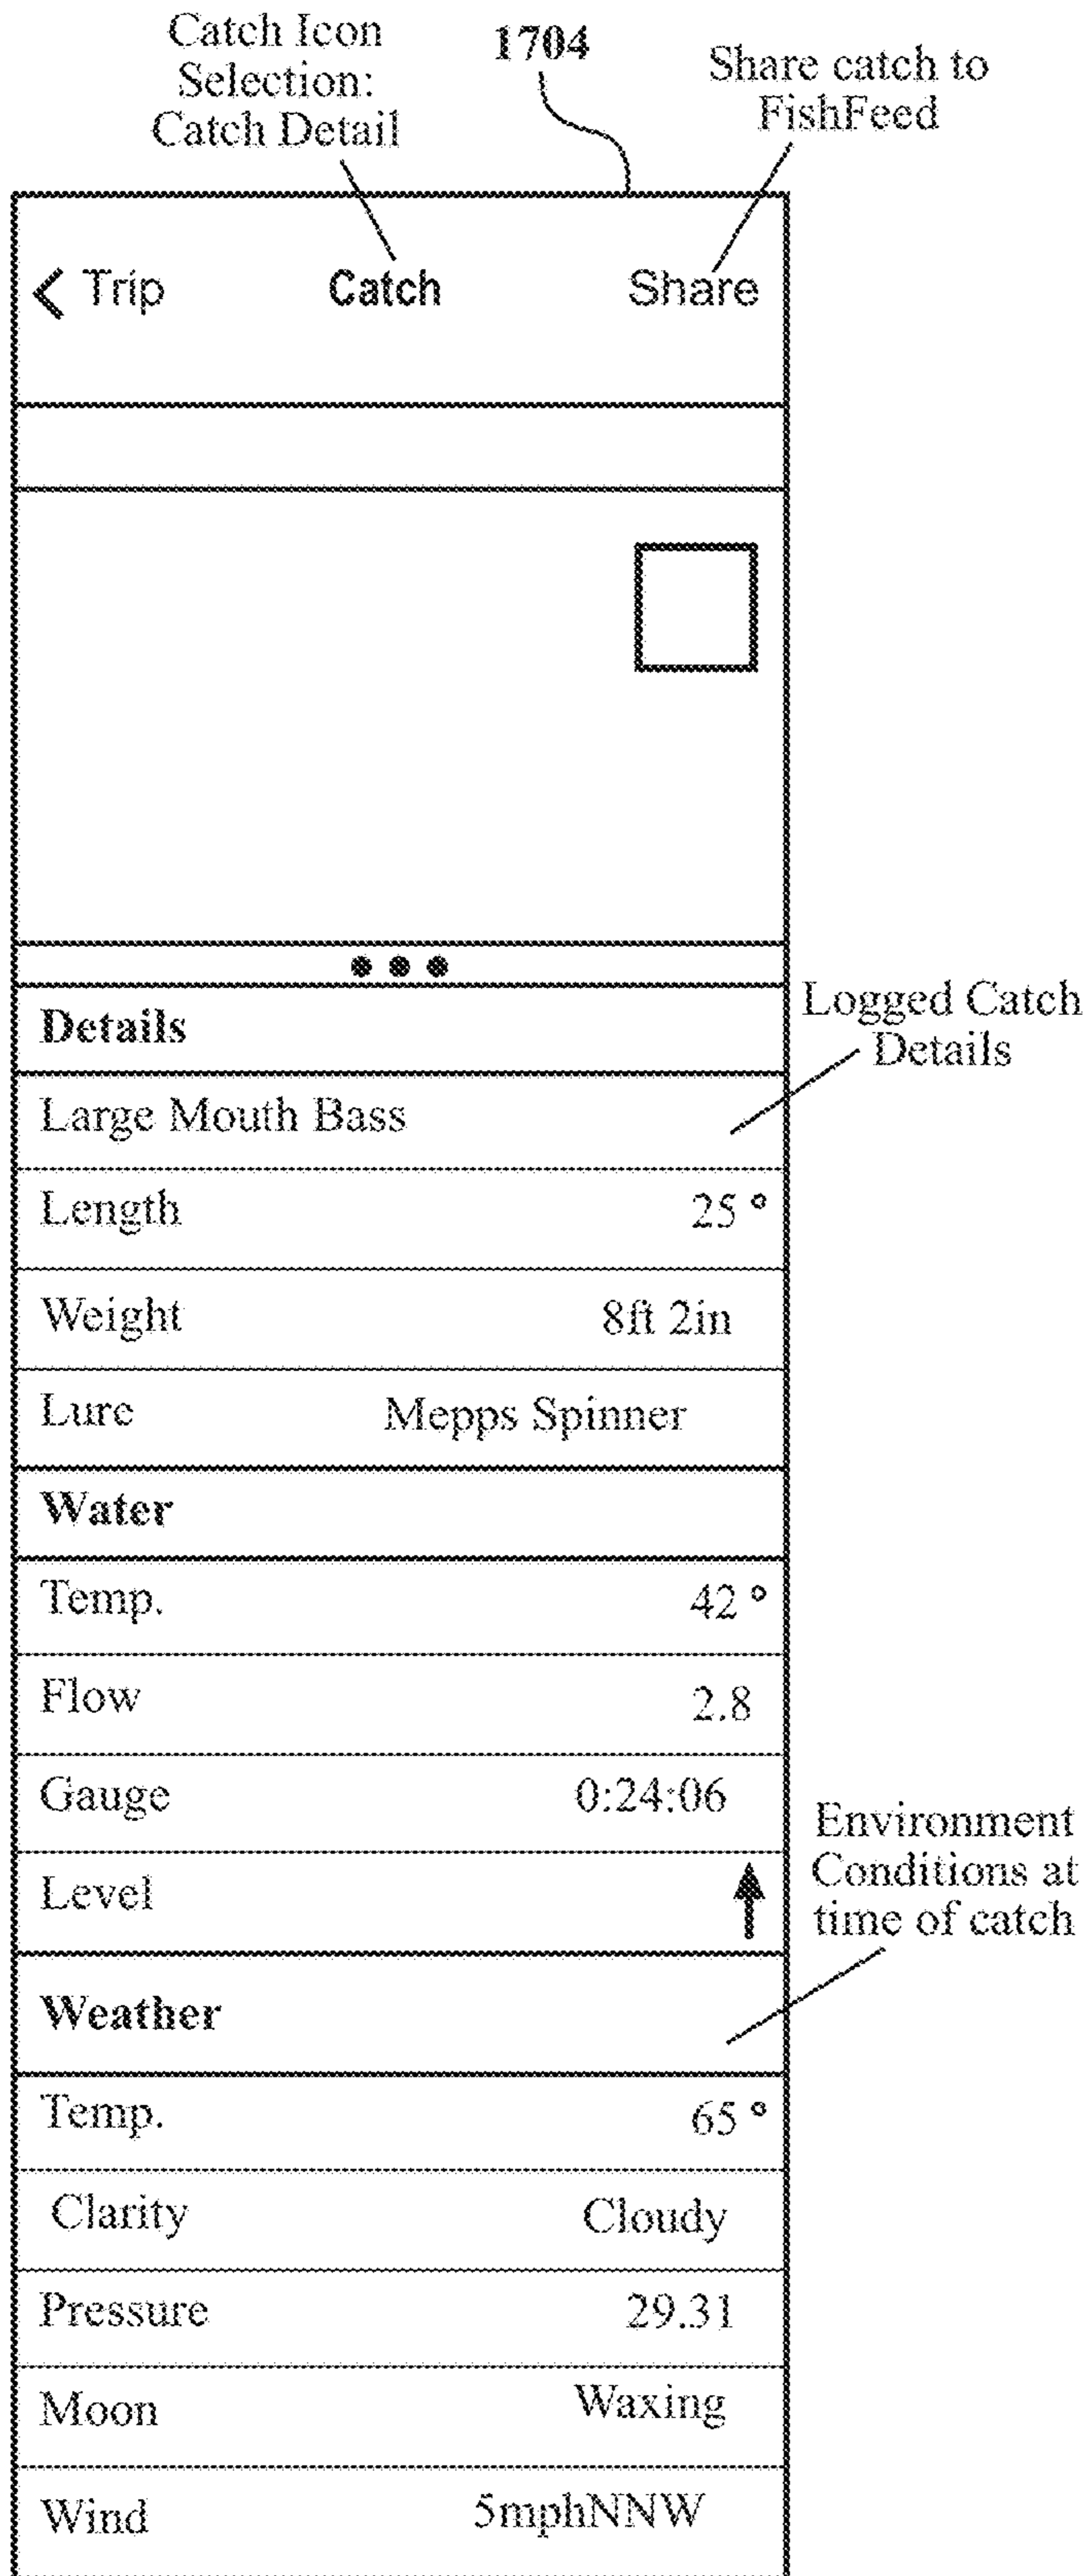 Catch Icon
Selection:
Catch Detail
1704
Share catch to
FishFeed
< Trip Catch Share
Details
Logged Catch
Details
Large Mouth Bass
Length 25 °
Weight 8ft 2in
Lure Mepps Spinner
Water
Temp. 42 °
Flow 2.8
Gauge 0:24:06
Level ↑
Environment
Conditions at
time of catch
Weather
Temp. 65 °
Clarity Cloudy
Pressure 29.31
Moon Waxing
Wind 5mphNNW